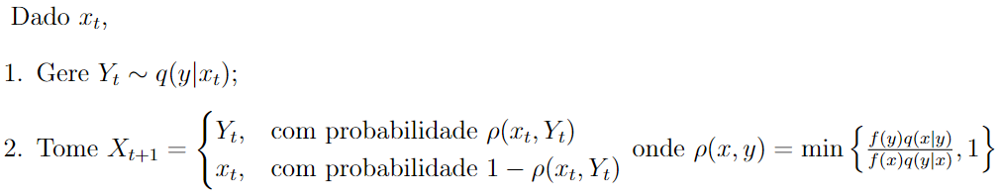 Dado $x_t$,
1. Gere $Y_t \sim q(y|x_t)$;
2. Tome $X_{t+1} = \begin{cases} Y_t, & \text{com probabilidade } \rho(x_t, Y_t) \\ x_t, & \text{com probabilidade } 1 - \rho(x_t, Y_t) \end{cases}$ onde $\rho(x, y) = \min\left\{\frac{f(y)q(x|y)}{f(x)q(y|x)}, 1\right\}$